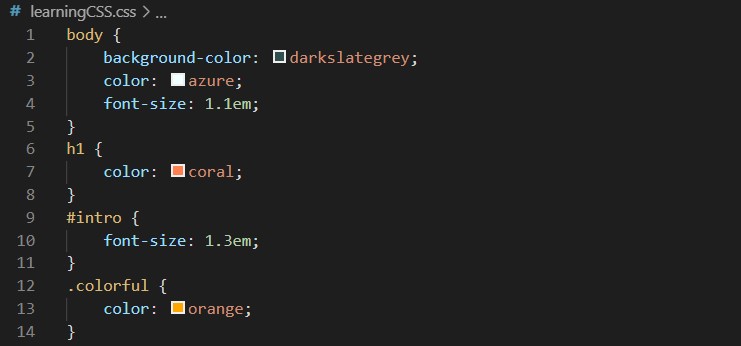 # learningCSS.css > ...
1 body {
2 background-color: darkslategrey;
3 color: azure;
4 font-size: 1.1em;
5 }
6 h1 {
7 color: coral;
8 }
9 #intro {
10 font-size: 1.3em;
11 }
12 .colorful {
13 color: orange;
14 }